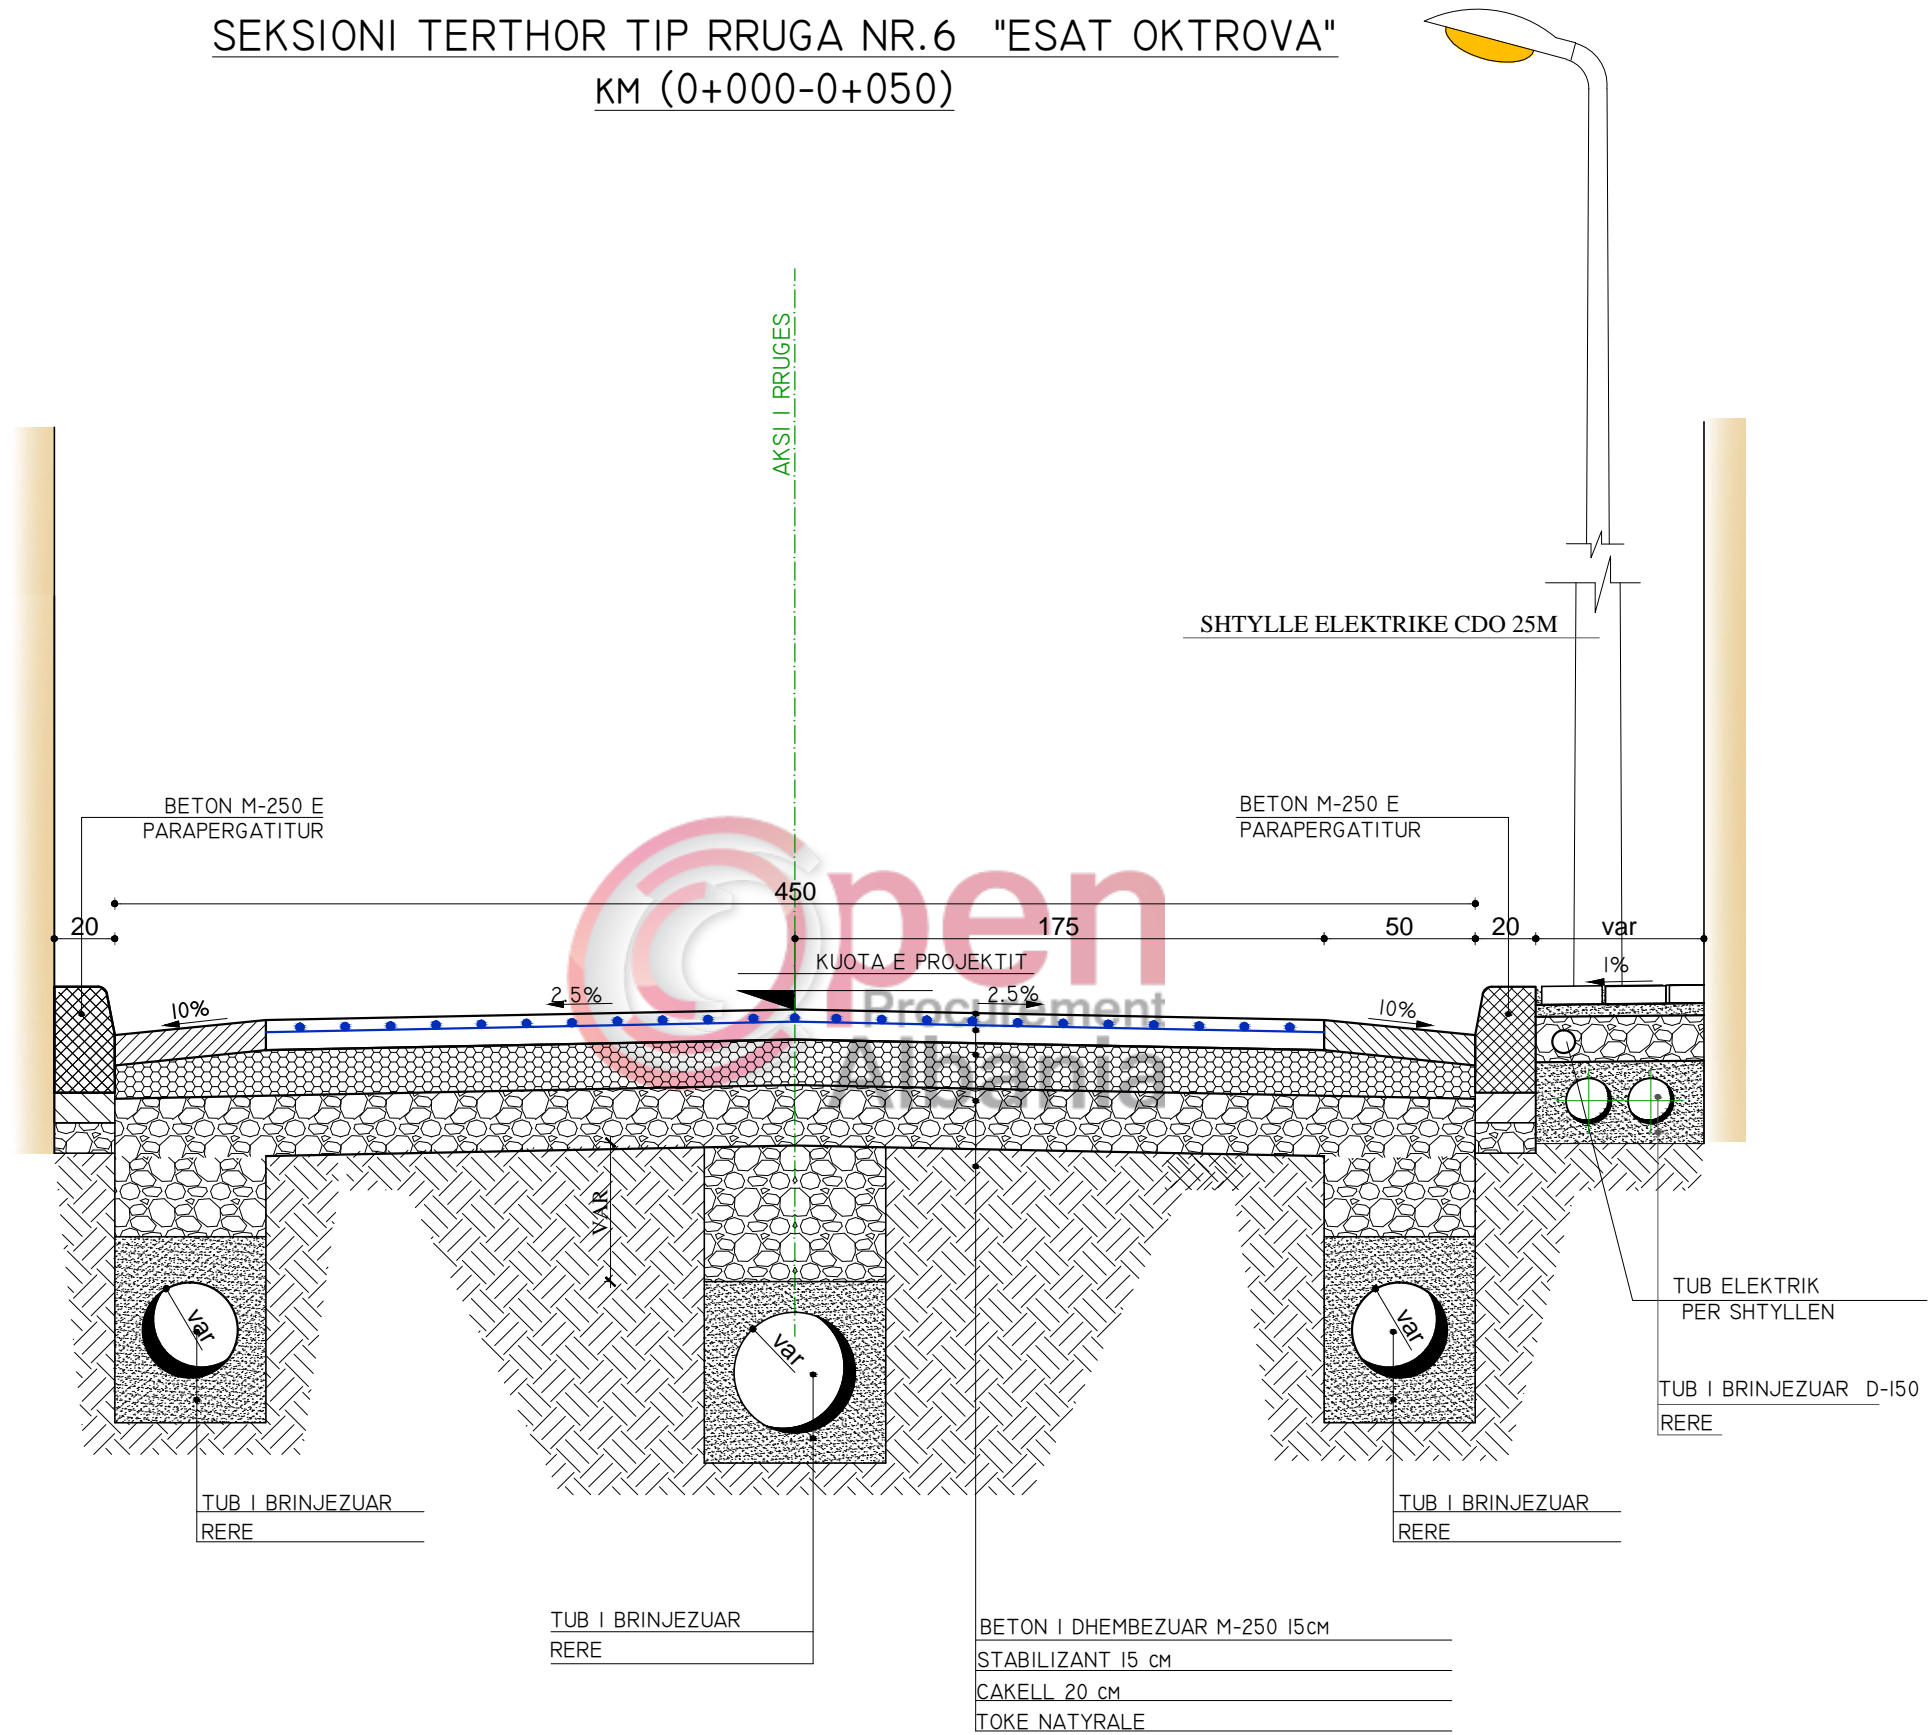 SEKSIONI TERTHOR TIP RRUGA NR.6 "ESAT OKTROVA"
KM (0+000-0+050)
AKSI I RRUGES
SHTYLLE ELEKTRIKE CDO 25M
BETON M-250 E
PARAPERGATITUR
BETON M-250 E
PARAPERGATITUR
Open
Procurement
Albania
450
20
175
50
20
var
KUOTA E PROJEKTIT
1%
10%
2.5%
2.5%
10%
VAR
var
var
var
TUB ELEKTRIK
PER SHTYLLEN
TUB I BRINJEZUAR D-150
RERE
TUB I BRINJEZUAR
RERE
TUB I BRINJEZUAR
RERE
TUB I BRINJEZUAR
RERE
BETON I DHEMBEZUAR M-250 15CM
STABILIZANT 15 CM
CAKELL 20 CM
TOKE NATYRALE